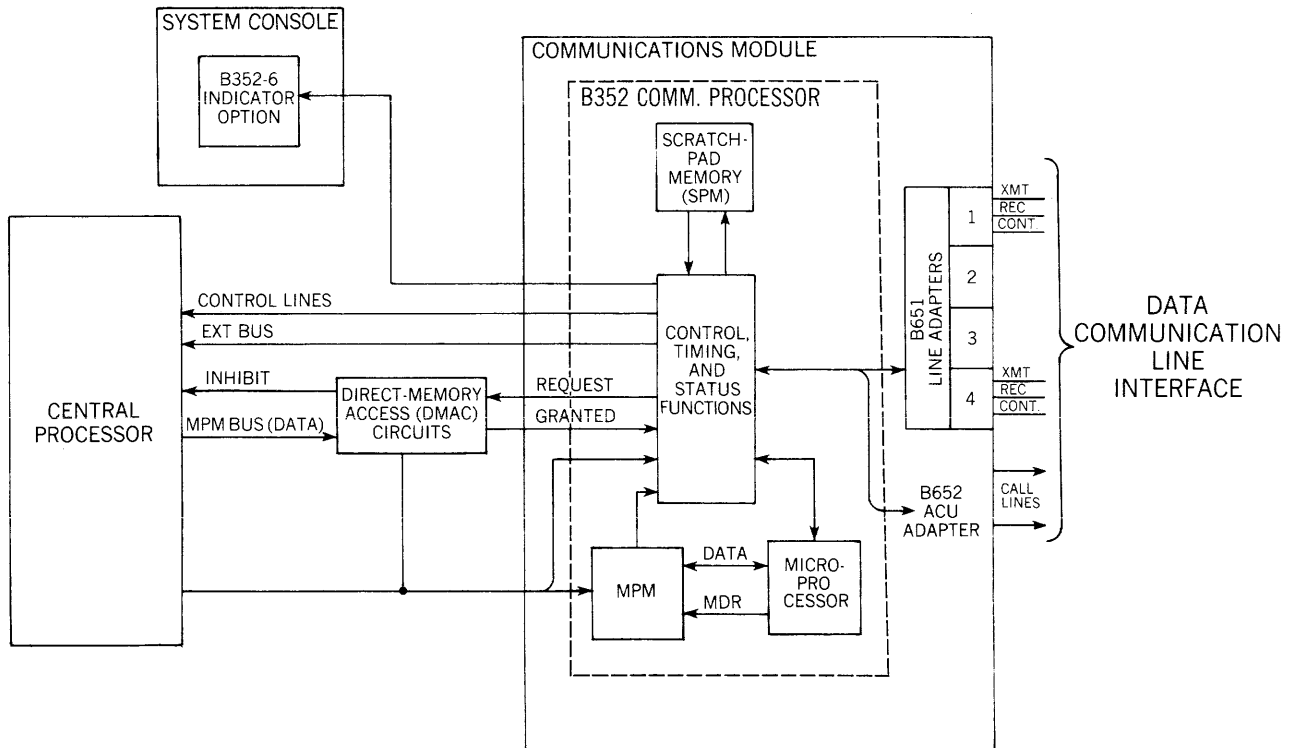 SYSTEM CONSOLE
B352-6
INDICATOR
OPTION
COMMUNICATIONS MODULE
B352 COMM. PROCESSOR
SCRATCH-
PAD
MEMORY
(SPM)
CENTRAL
PROCESSOR
CONTROL LINES
EXT BUS
INHIBIT
MPM BUS (DATA)
DIRECT-MEMORY
ACCESS (DMAC)
CIRCUITS
REQUEST
GRANTED
CONTROL,
TIMING,
AND
STATUS
FUNCTIONS
MPM
DATA
MDR
MICRO-
PRO
CESSOR
B651
LINE ADAPTERS
1
2
3
4
XMT
REC
CONT.
XMT
REC
CONT.
B652
ACU
ADAPTER
CALL
LINES
DATA
COMMUNICATION
LINE
INTERFACE